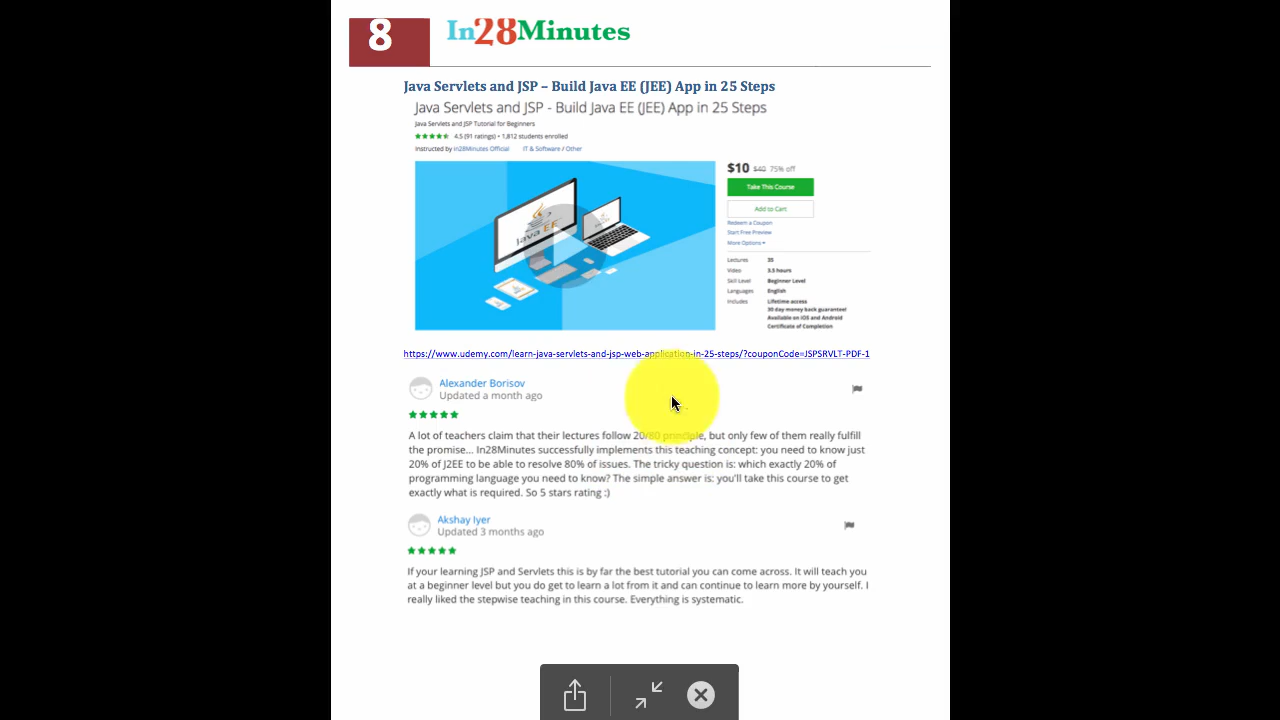 8
In28Minutes
Java Servlets and JSP – Build Java EE (JEE) App in 25 Steps
Java Servlets and JSP - Build Java EE (JEE) App in 25 Steps
Java Servlets and JSP Tutorial for Beginners
4.5 (91 ratings) • 1,812 students enrolled
Instructed by in28Minutes Official IT & Software / Other
Java EE
$10 $40 75% off
Take This Course
Add to Cart
Redeem a Coupon
Start Free Preview
More Options
Lectures 35
Video 3.5 hours
Skill Level Beginner Level
Languages English
Includes Lifetime access
30 day money back guarantee!
Available on iOS and Android
Certificate of Completion
https://www.udemy.com/learn-java-servlets-and-jsp-web-application-in-25-steps/?couponCode=JSPSRVLT-PDF-1
Alexander Borisov
Updated a month ago
A lot of teachers claim that their lectures follow 20/80 principle, but only few of them really fulfill
the promise... In28Minutes successfully implements this teaching concept: you need to know just
20% of J2EE to be able to resolve 80% of issues. The tricky question is: which exactly 20% of
programming language you need to know? The simple answer is: you'll take this course to get
exactly what is required. So 5 stars rating :)
Akshay Iyer
Updated 3 months ago
If your learning JSP and Servlets this is by far the best tutorial you can come across. It will teach you
at a beginner level but you do get to learn a lot from it and can continue to learn more by yourself. I
really liked the stepwise teaching in this course. Everything is systematic.